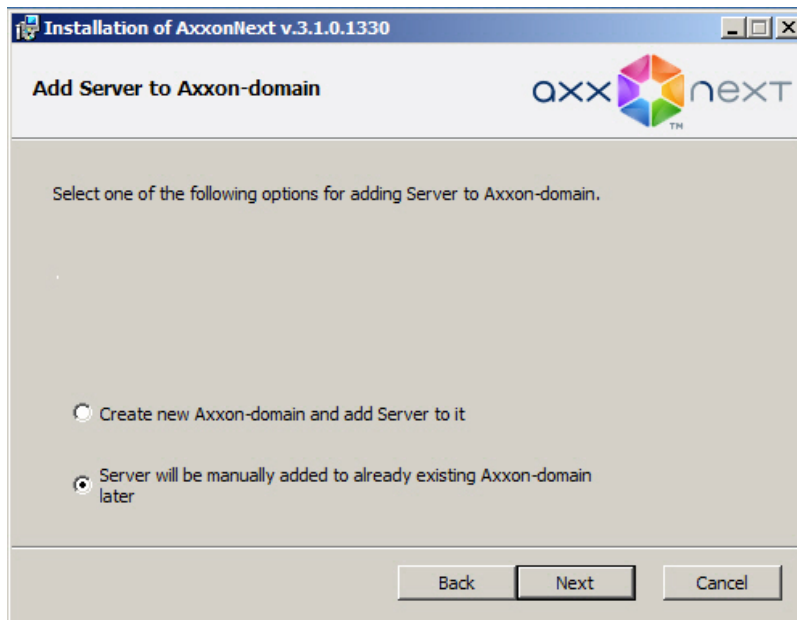 Installation of AxxonNext v.3.1.0.1330
Add Server to Axxon-domain
axx next
TM
Select one of the following options for adding Server to Axxon-domain.
Create new Axxon-domain and add Server to it
Server will be manually added to already existing Axxon-domain
later
Back Next Cancel